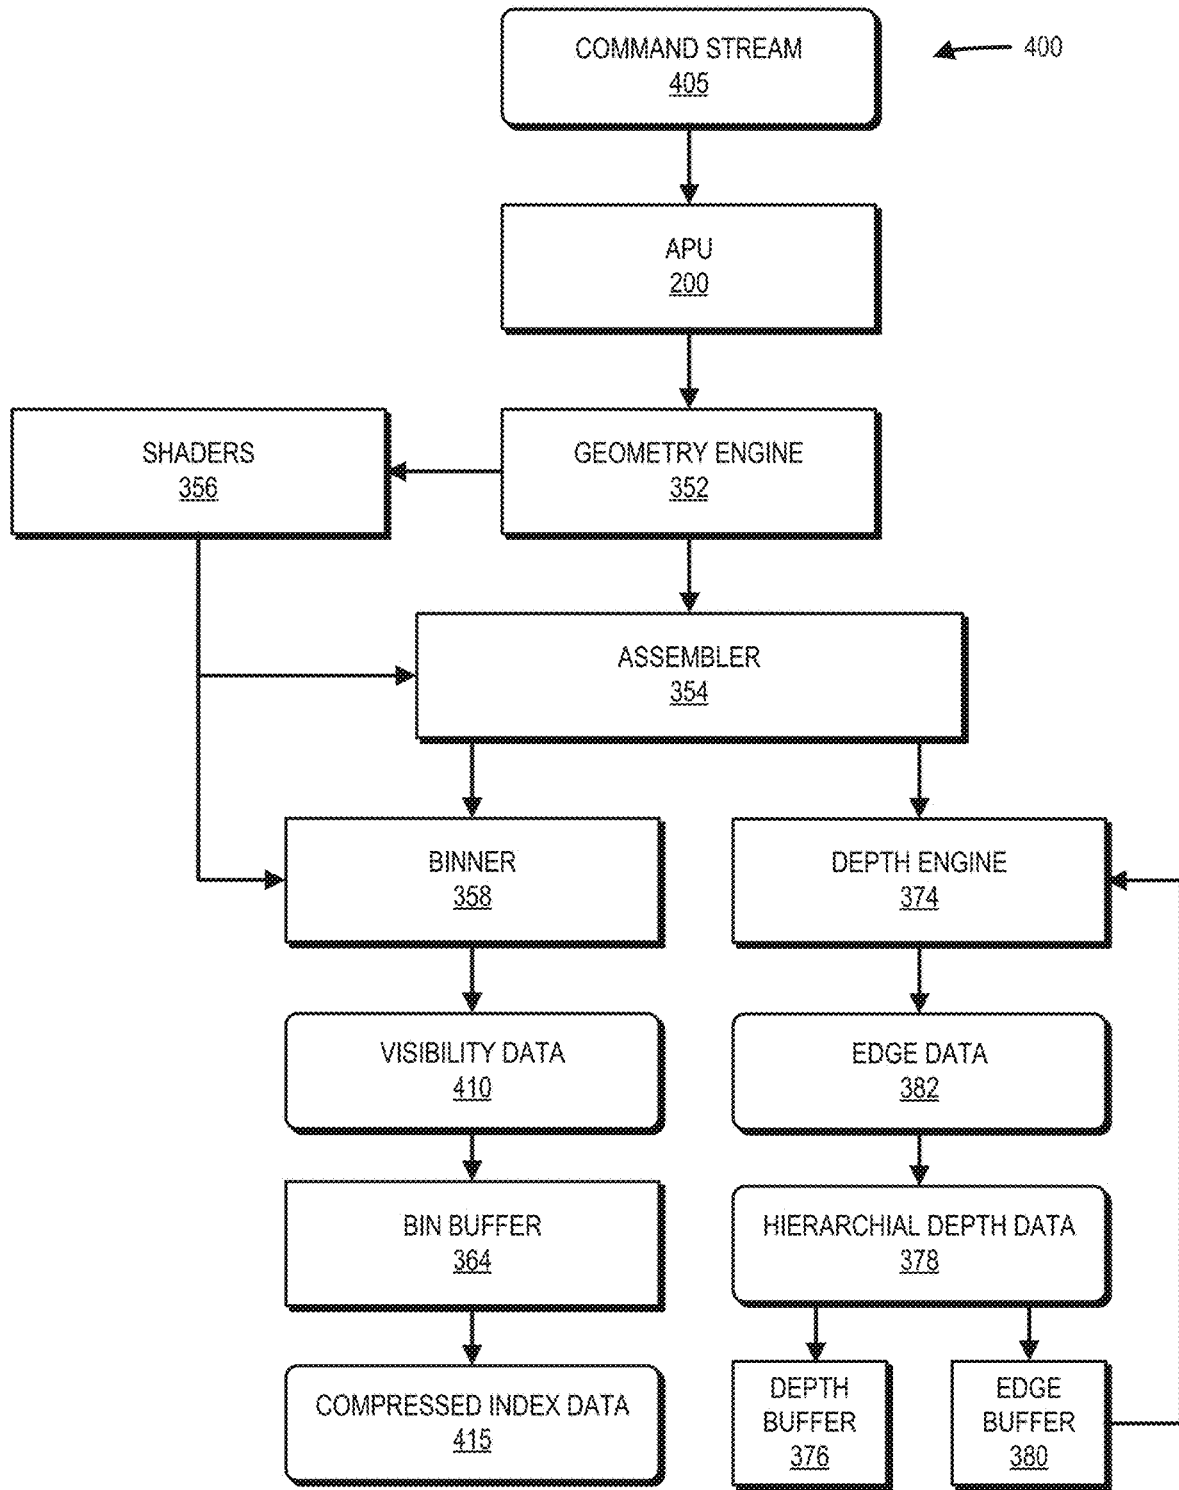 COMMAND STREAM
405
400
APU
200
SHADERS
356
GEOMETRY ENGINE
352
ASSEMBLER
354
BINNER
358
DEPTH ENGINE
374
VISIBILITY DATA
410
EDGE DATA
382
BIN BUFFER
364
HIERARCHIAL DEPTH DATA
378
COMPRESSED INDEX DATA
415
DEPTH
BUFFER
376
EDGE
BUFFER
380